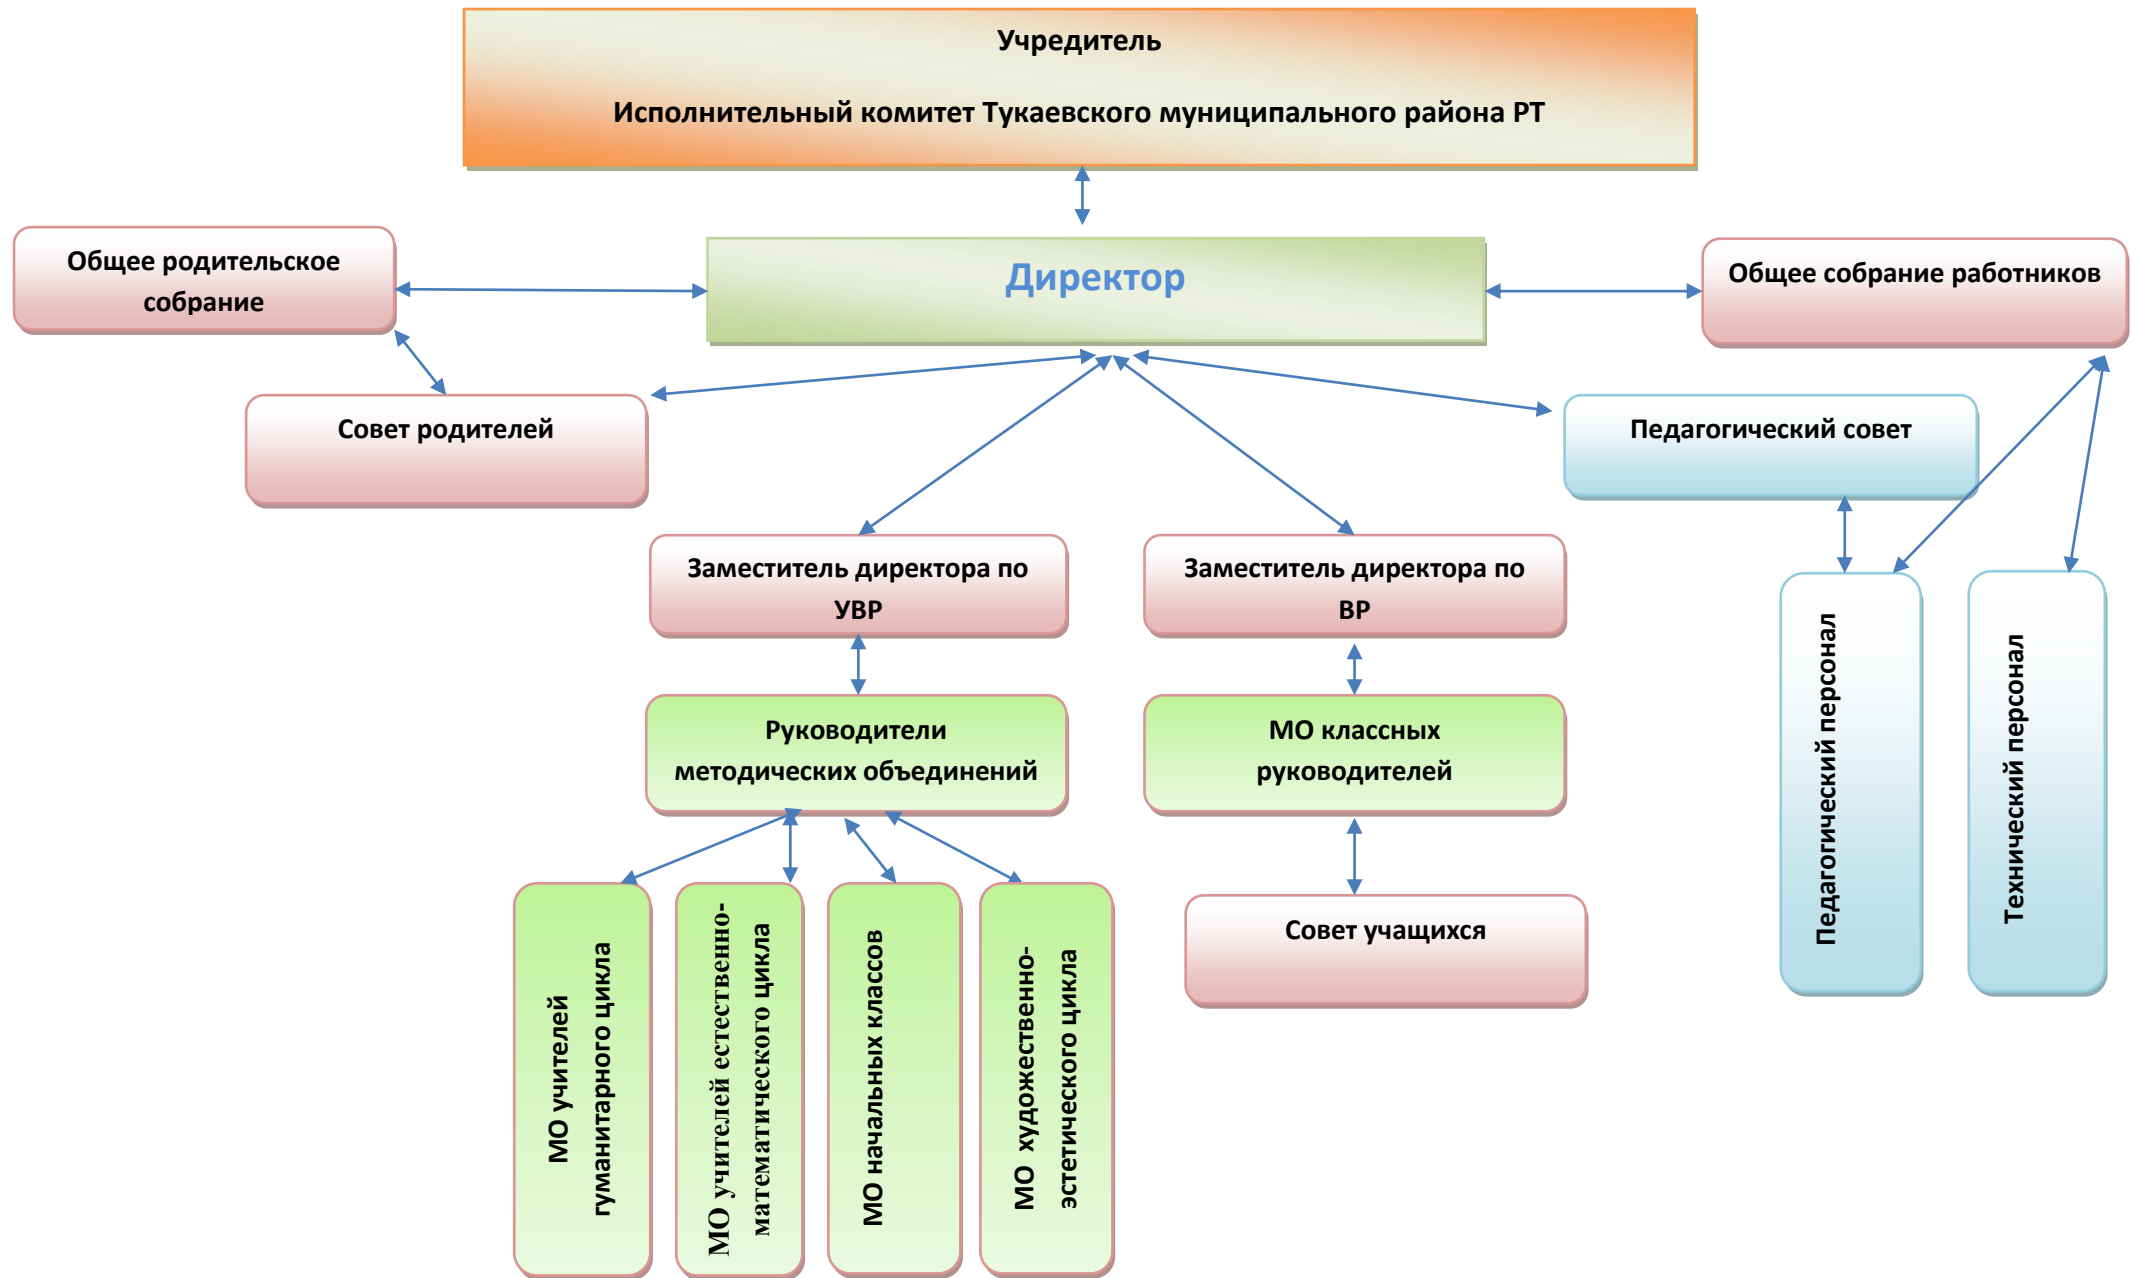 Учредитель
Исполнительный комитет Тукаевского муниципального района РТ
Общее родительское
собрание
Директор
Общее собрание работников
Совет родителей
Педагогический совет
Заместитель директора по
УВР
Заместитель директора по
ВР
Руководители
методических объединений
МО классных
руководителей
Педагогический персонал
Технический персонал
МО учителей
гуманитарного цикла
МО учителей естественно-
математического цикла
МО начальных классов
МО художественно-
эстетического цикла
Совет учащихся